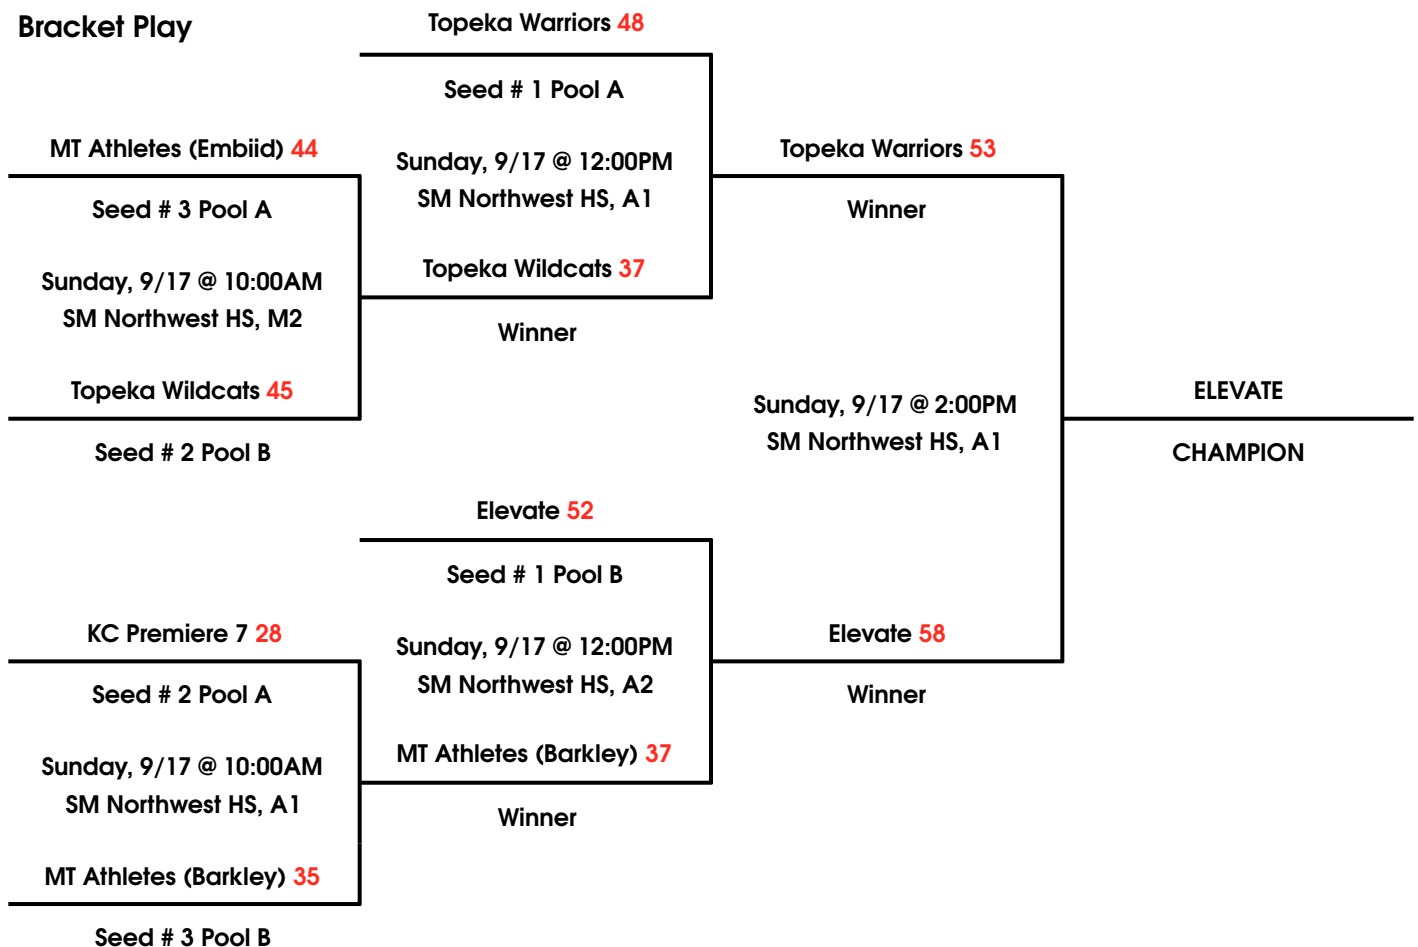 Bracket Play
Topeka Warriors 48
Seed # 1 Pool A
MT Athletes (Embiid) 44
Sunday, 9/17 @ 12:00PM
SM Northwest HS, A1
Topeka Warriors 53
Seed # 3 Pool A
Winner
Sunday, 9/17 @ 10:00AM
SM Northwest HS, M2
Topeka Wildcats 37
Winner
Topeka Wildcats 45
Seed # 2 Pool B
Sunday, 9/17 @ 2:00PM
SM Northwest HS, A1
ELEVATE
CHAMPION
Elevate 52
Seed # 1 Pool B
KC Premiere 7 28
Sunday, 9/17 @ 12:00PM
SM Northwest HS, A2
Elevate 58
Seed # 2 Pool A
Winner
Sunday, 9/17 @ 10:00AM
SM Northwest HS, A1
MT Athletes (Barkley) 37
Winner
MT Athletes (Barkley) 35
Seed # 3 Pool B